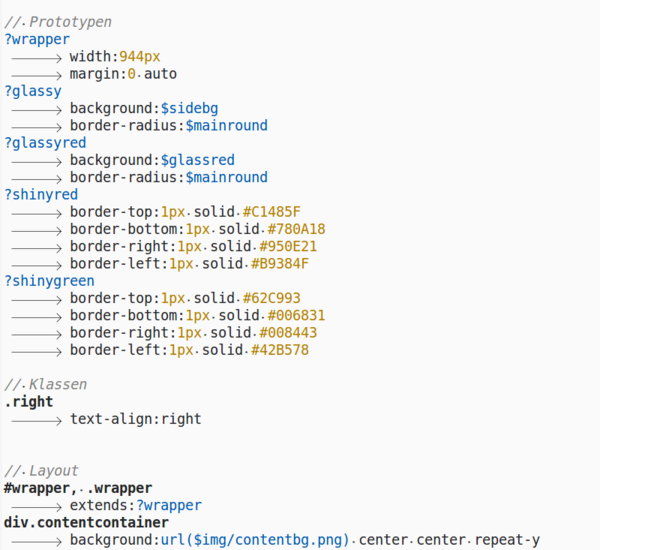 // Prototypen
?wrapper
width:944px
margin:0 auto
?glassy
background:$sidebg
border-radius:$mainround
?glassyred
background:$glassred
border-radius:$mainround
?shinyred
border-top:1px solid #C1485F
border-bottom:1px solid #780A18
border-right:1px solid #950E21
border-left:1px solid #B9384F
?shinygreen
border-top:1px solid #62C993
border-bottom:1px solid #006831
border-right:1px solid #008443
border-left:1px solid #42B578
// Klassen
.right
text-align:right
// Layout
#wrapper, .wrapper
extends:?wrapper
div.contentcontainer
background:url($img/contentbg.png) center center repeat-y